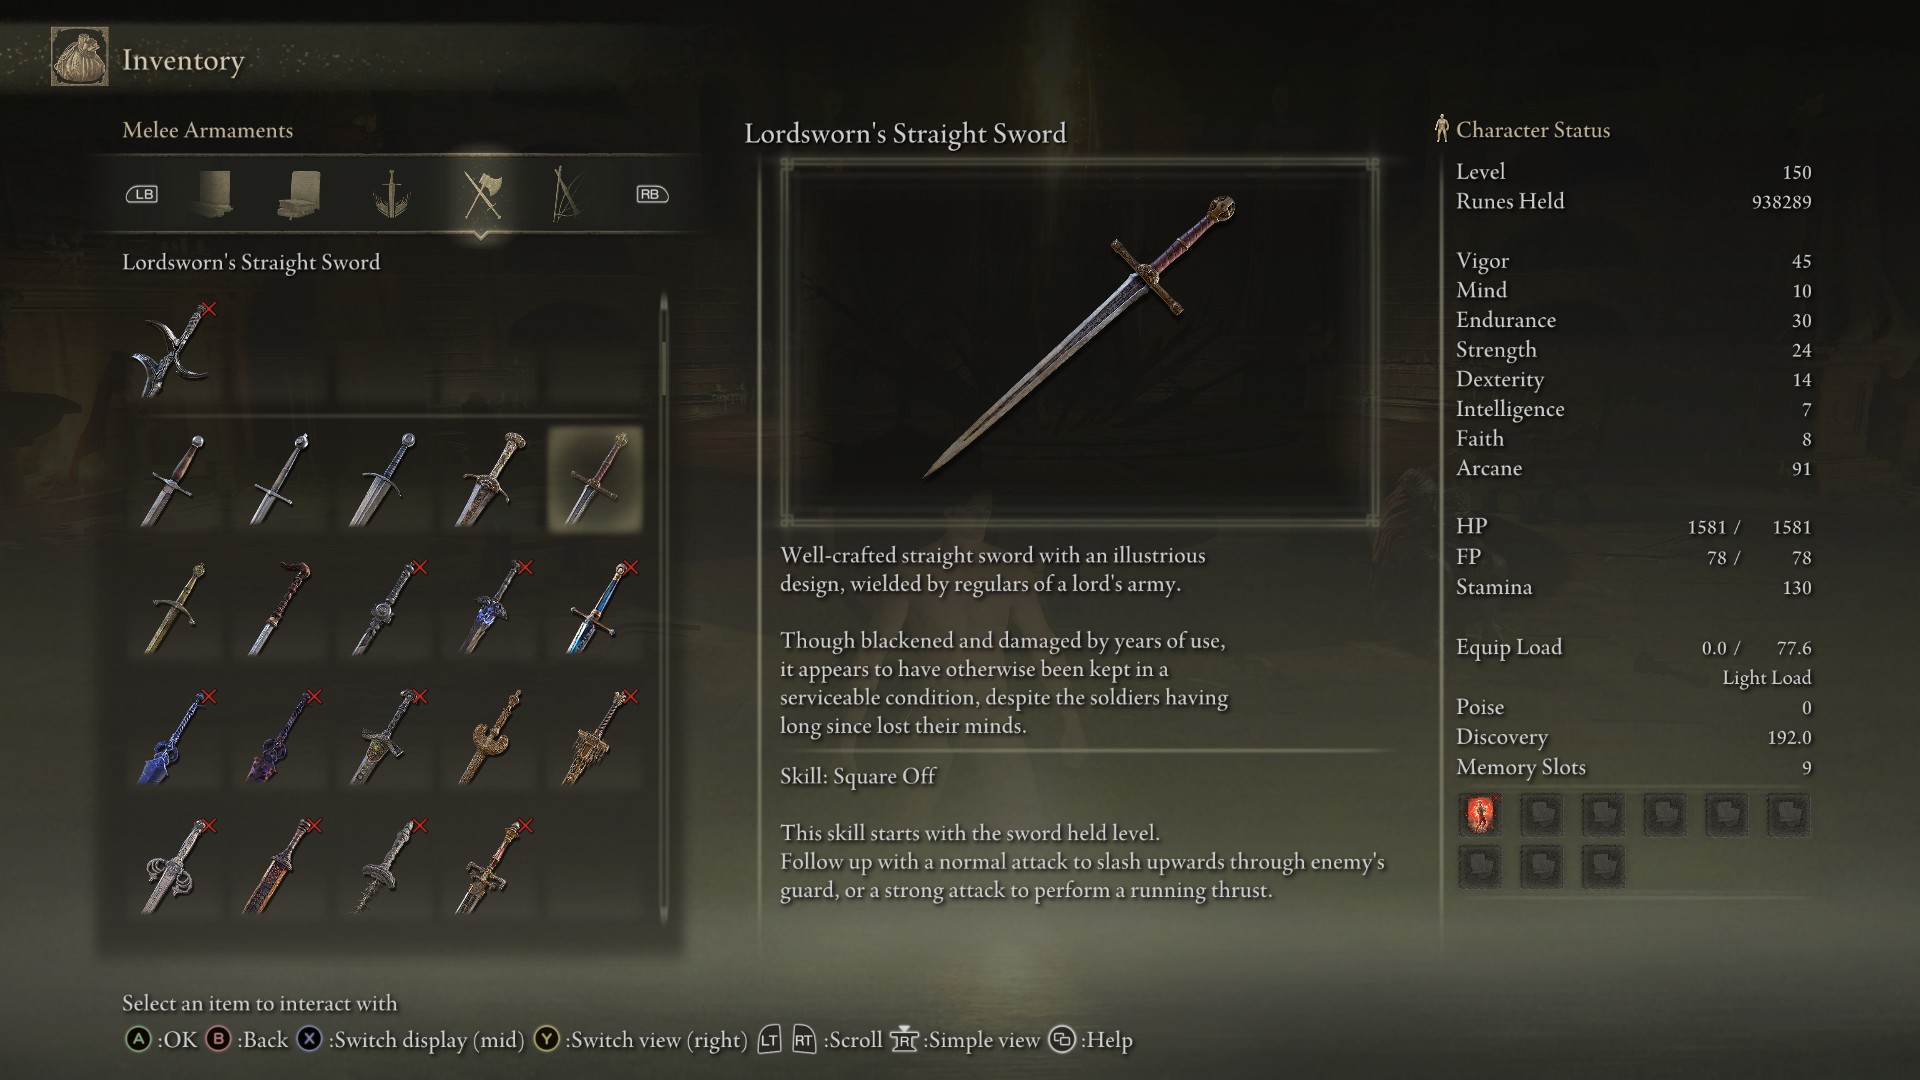 Inventory
Melee Armaments
LB
RB
Lordsworn's Straight Sword
Lordsworn's Straight Sword
Well-crafted straight sword with an illustrious
design, wielded by regulars of a lord's army.
Though blackened and damaged by years of use,
it appears to have otherwise been kept in a
serviceable condition, despite the soldiers having
long since lost their minds.
Skill: Square Off
This skill starts with the sword held level.
Follow up with a normal attack to slash upwards through enemy's
guard, or a strong attack to perform a running thrust.
Character Status
Level 150
Runes Held 938289
Vigor 45
Mind 10
Endurance 30
Strength 24
Dexterity 14
Intelligence 7
Faith 8
Arcane 91
HP 1581 / 1581
FP 78 / 78
Stamina 130
Equip Load 0.0 / 77.6
Light Load
Poise 0
Discovery 192.0
Memory Slots 9
Select an item to interact with
A :OK B :Back X :Switch display (mid) Y :Switch view (right) LT RT :Scroll R :Simple view :Help